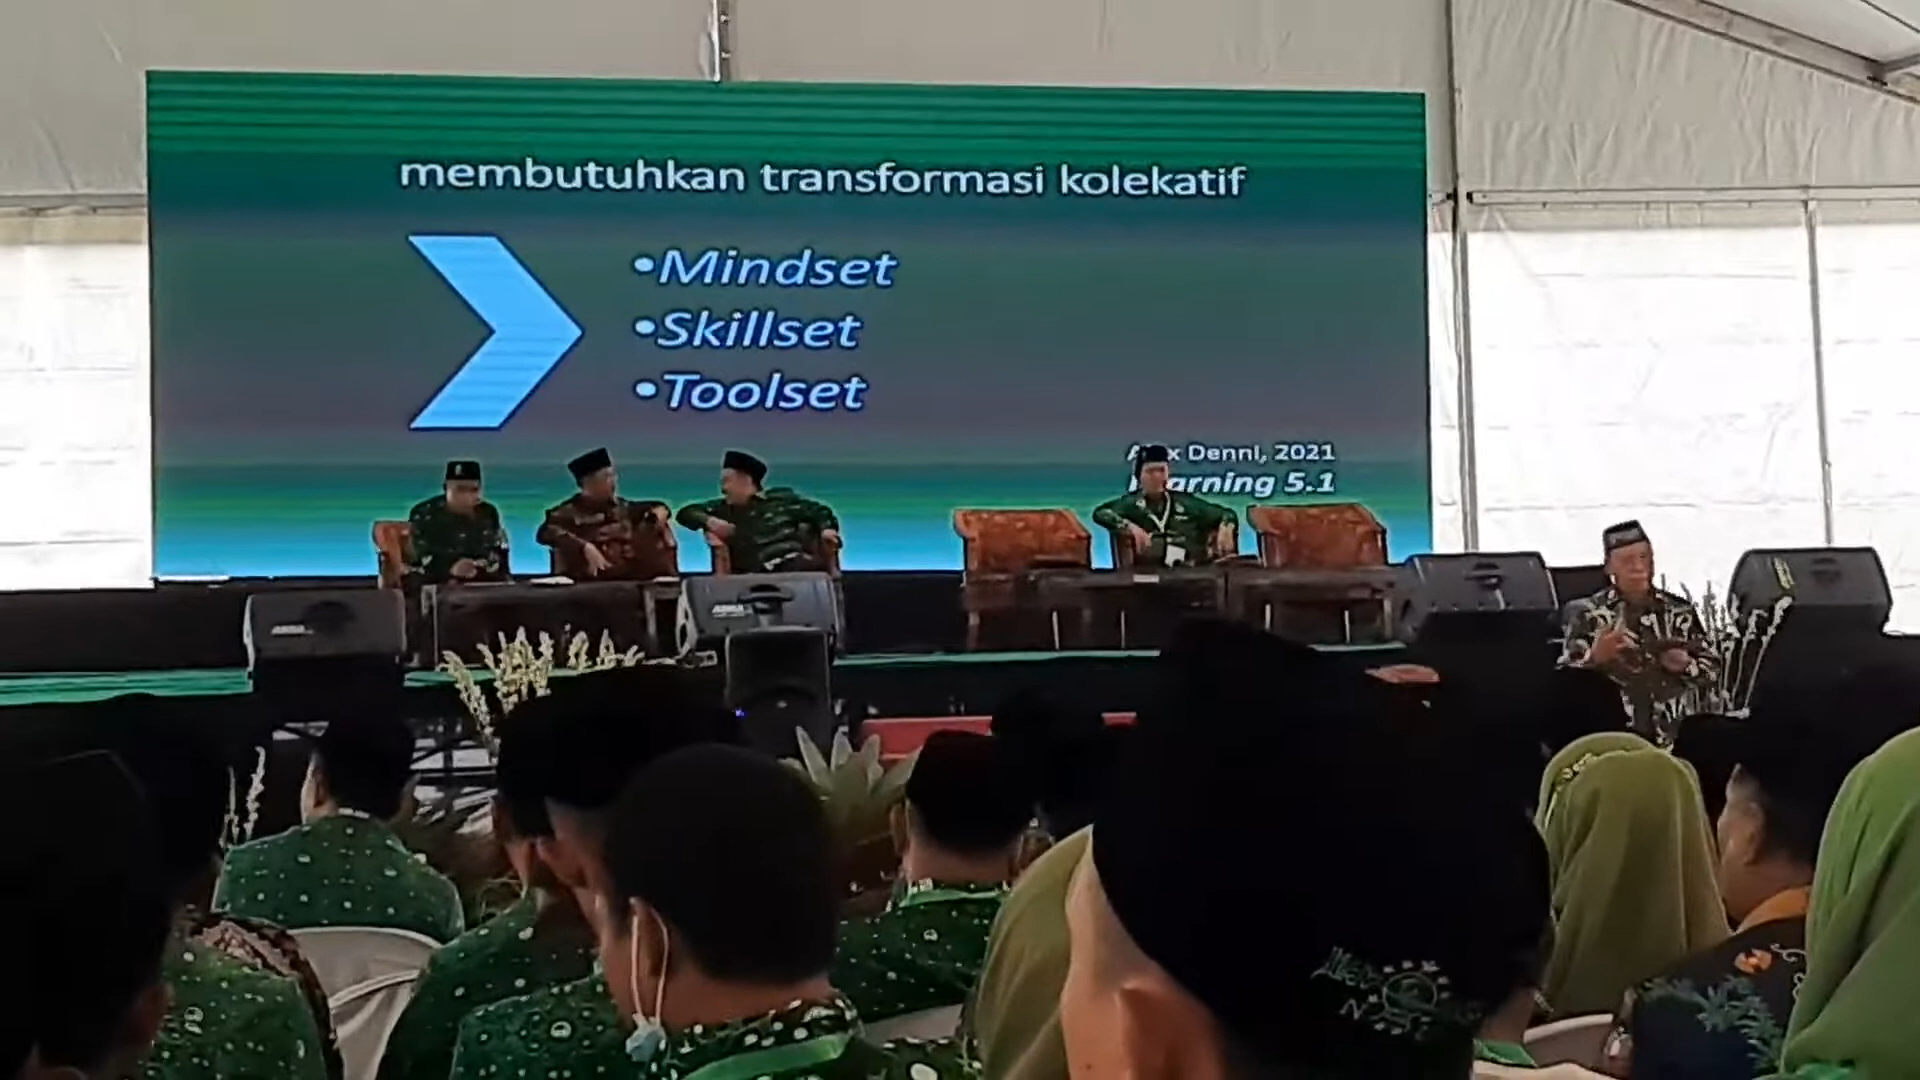 membutuhkan transformasi kolekatif
•Mindset
•Skillset
•Toolset
Denni, 2021
5.1